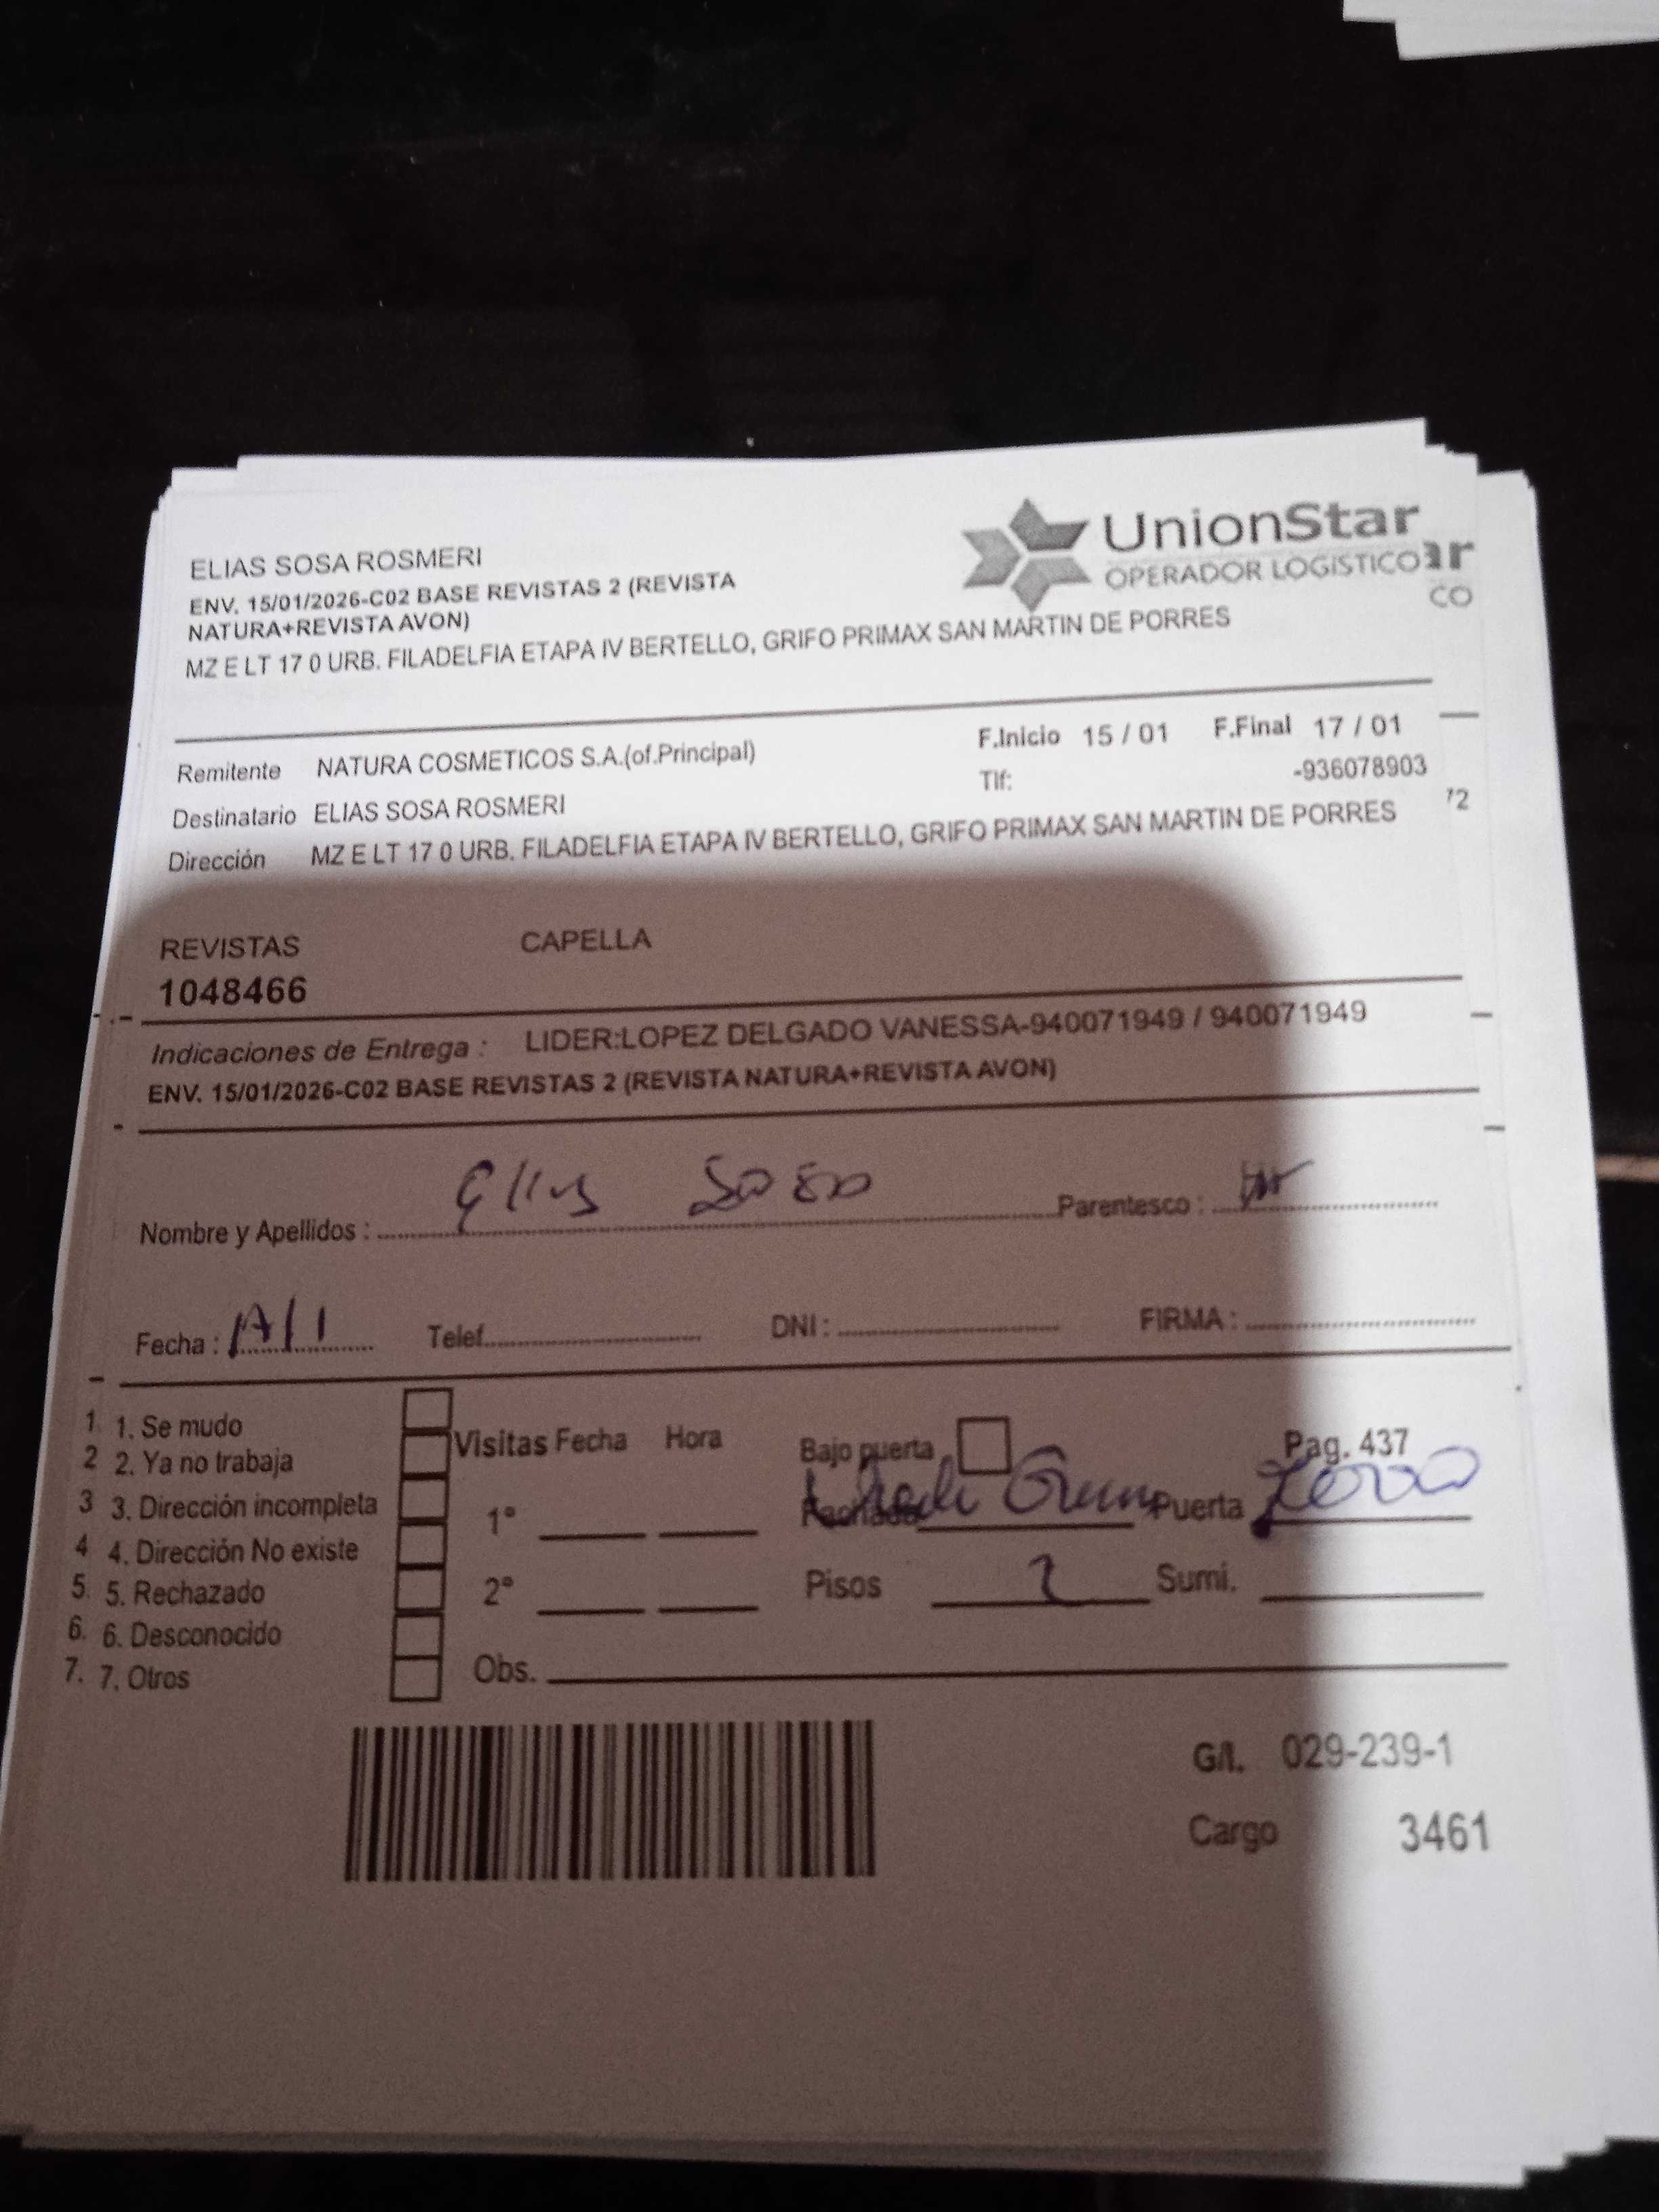 UnionStar
OPERADOR LOGISTICO
ar
CO
ELIAS SOSA ROSMERI
ENV. 15/01/2026-C02 BASE REVISTAS 2 (REVISTA
NATURA+REVISTA AVON)
MZ E LT 17 0 URB. FILADELFIA ETAPA IV BERTELLO, GRIFO PRIMAX SAN MARTIN DE PORRES
F.Inicio 15 / 01 F.Final 17 / 01
Remitente NATURA COSMETICOS S.A.(of.Principal)
Tlf: -936078903
Destinatario ELIAS SOSA ROSMERI
72
Dirección MZ E LT 17 0 URB. FILADELFIA ETAPA IV BERTELLO, GRIFO PRIMAX SAN MARTIN DE PORRES
REVISTAS CAPELLA
1048466
Indicaciones de Entrega : LIDER:LOPEZ DELGADO VANESSA-940071949 / 940071949
ENV. 15/01/2026-C02 BASE REVISTAS 2 (REVISTA NATURA+REVISTA AVON)
Nombre y Apellidos : Elias Sosa Parentesco :
Fecha : Telef. DNI : FIRMA :
1 1. Se mudo
2 2. Ya no trabaja
3 3. Dirección incompleta
4 4. Dirección No existe
5. 5. Rechazado
6. 6. Desconocido
7. 7. Otros
Visitas Fecha Hora
1°
2°
Obs.
Bajo puerta Pag. 437
Fachada Puerta
Pisos 2 Sumi.
G/I. 029-239-1
Cargo 3461